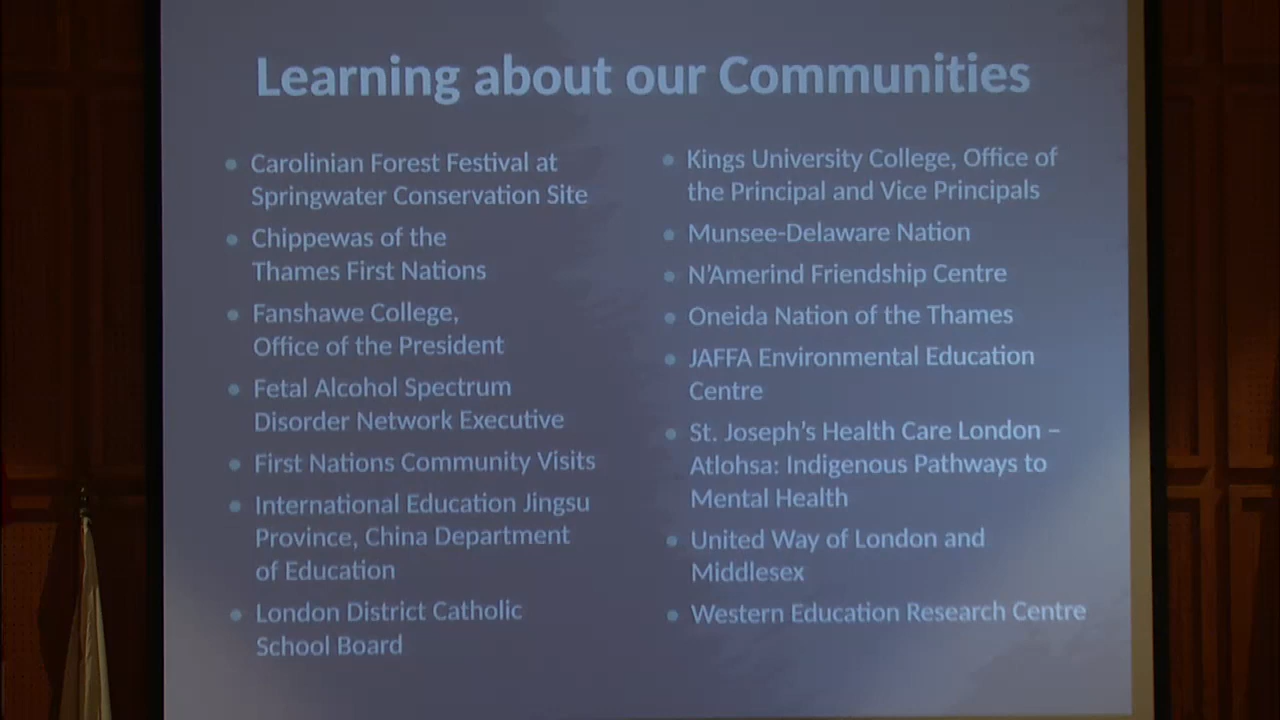 Learning about our Communities
• Carolinian Forest Festival at
Springwater Conservation Site
• Chippewas of the
Thames First Nations
• Fanshawe College,
Office of the President
• Fetal Alcohol Spectrum
Disorder Network Executive
• First Nations Community Visits
• International Education Jingsu
Province, China Department
of Education
• London District Catholic
School Board
• Kings University College, Office of
the Principal and Vice Principals
• Munsee-Delaware Nation
• N’Amerind Friendship Centre
• Oneida Nation of the Thames
• JAFFA Environmental Education
Centre
• St. Joseph’s Health Care London –
Atlohsa: Indigenous Pathways to
Mental Health
• United Way of London and
Middlesex
• Western Education Research Centre